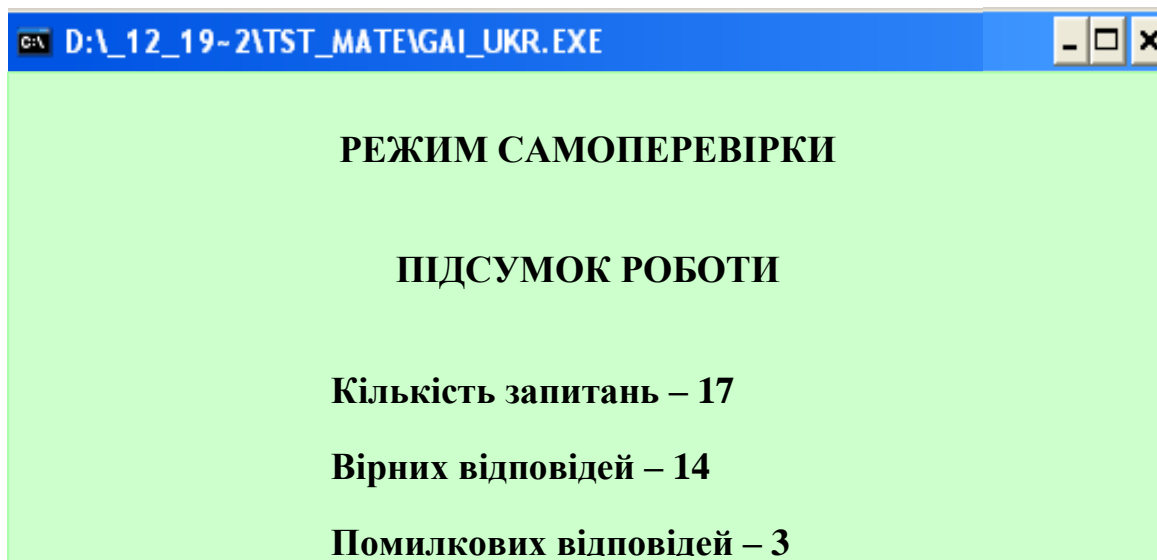 D:\_12_19~2\TST_MATE\GAI_UKR.EXE
РЕЖИМ САМОПЕРЕВІРКИ
ПІДСУМОК РОБОТИ
Кількість запитань – 17
Вірних відповідей – 14
Помилкових відповідей – 3